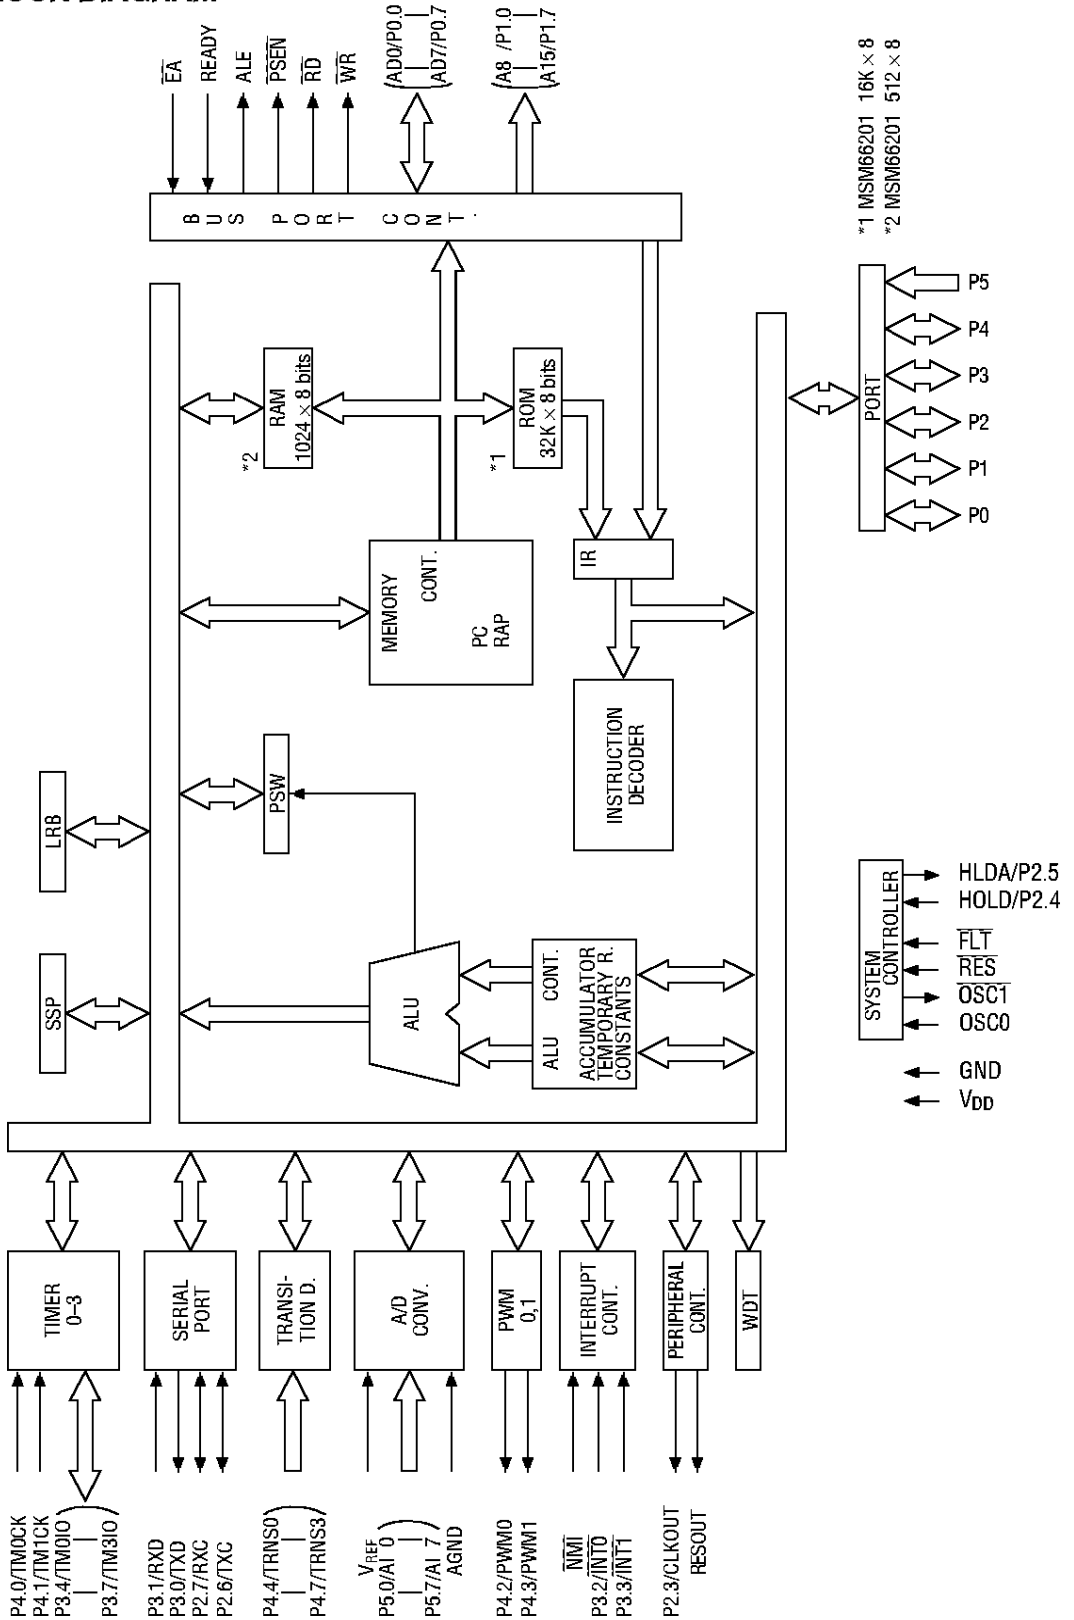 EA
READY
ALE
PSEN
RD
WR
(AD0/P0.0
AD7/P0.7)
(A8 /P1.0
A15/P1.7)
BUS PORT CONT.
*1 MSM66201 16K × 8
*2 MSM66201 512 × 8
RAM
1024 × 8 bits
*2
ROM
32K × 8 bits
*1
PORT
P5
P4
P3
P2
P1
P0
MEMORY
CONT.
PC
RAP
IR
INSTRUCTION
DECODER
PSW
LRB
SSP
ALU
ALU CONT.
ACCUMULATOR
TEMPORARY R.
CONSTANTS
SYSTEM
CONTROLLER
HLDA/P2.5
HOLD/P2.4
FLT
RES
OSC1
OSC0
GND
VDD
TIMER
0–3
SERIAL
PORT
TRANSI-
TION D.
A/D
CONV.
PWM
0,1
INTERRUPT
CONT.
PERIPHERAL
CONT.
WDT
P4.0/TM0CK
P4.1/TM1CK
P3.4/TM0IO
P3.7/TM3IO
P3.1/RXD
P3.0/TXD
P2.7/RXC
P2.6/TXC
P4.4/TRNS0
P4.7/TRNS3
VREF
P5.0/AI 0
P5.7/AI 7
AGND
P4.2/PWM0
P4.3/PWM1
NMI
P3.2/INT0
P3.3/INT1
P2.3/CLKOUT
RESOUT